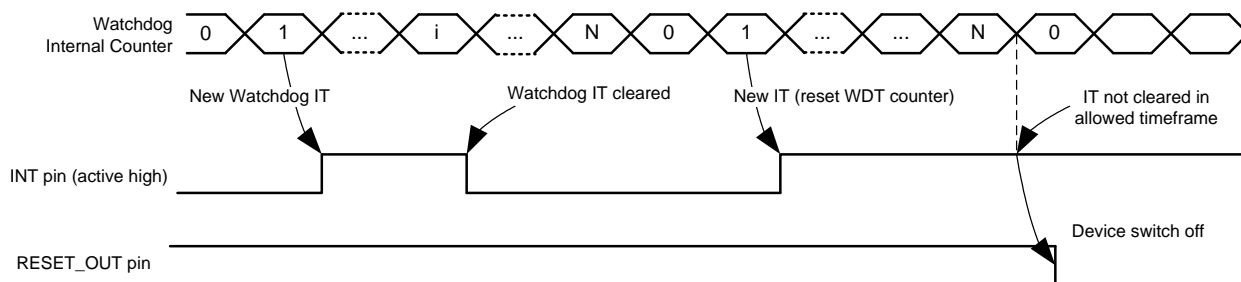 Watchdog
Internal Counter
0 1 ... i ... N 0 1 ... ... N 0
New Watchdog IT
Watchdog IT cleared
New IT (reset WDT counter)
IT not cleared in
allowed timeframe
INT pin (active high)
Device switch off
RESET_OUT pin